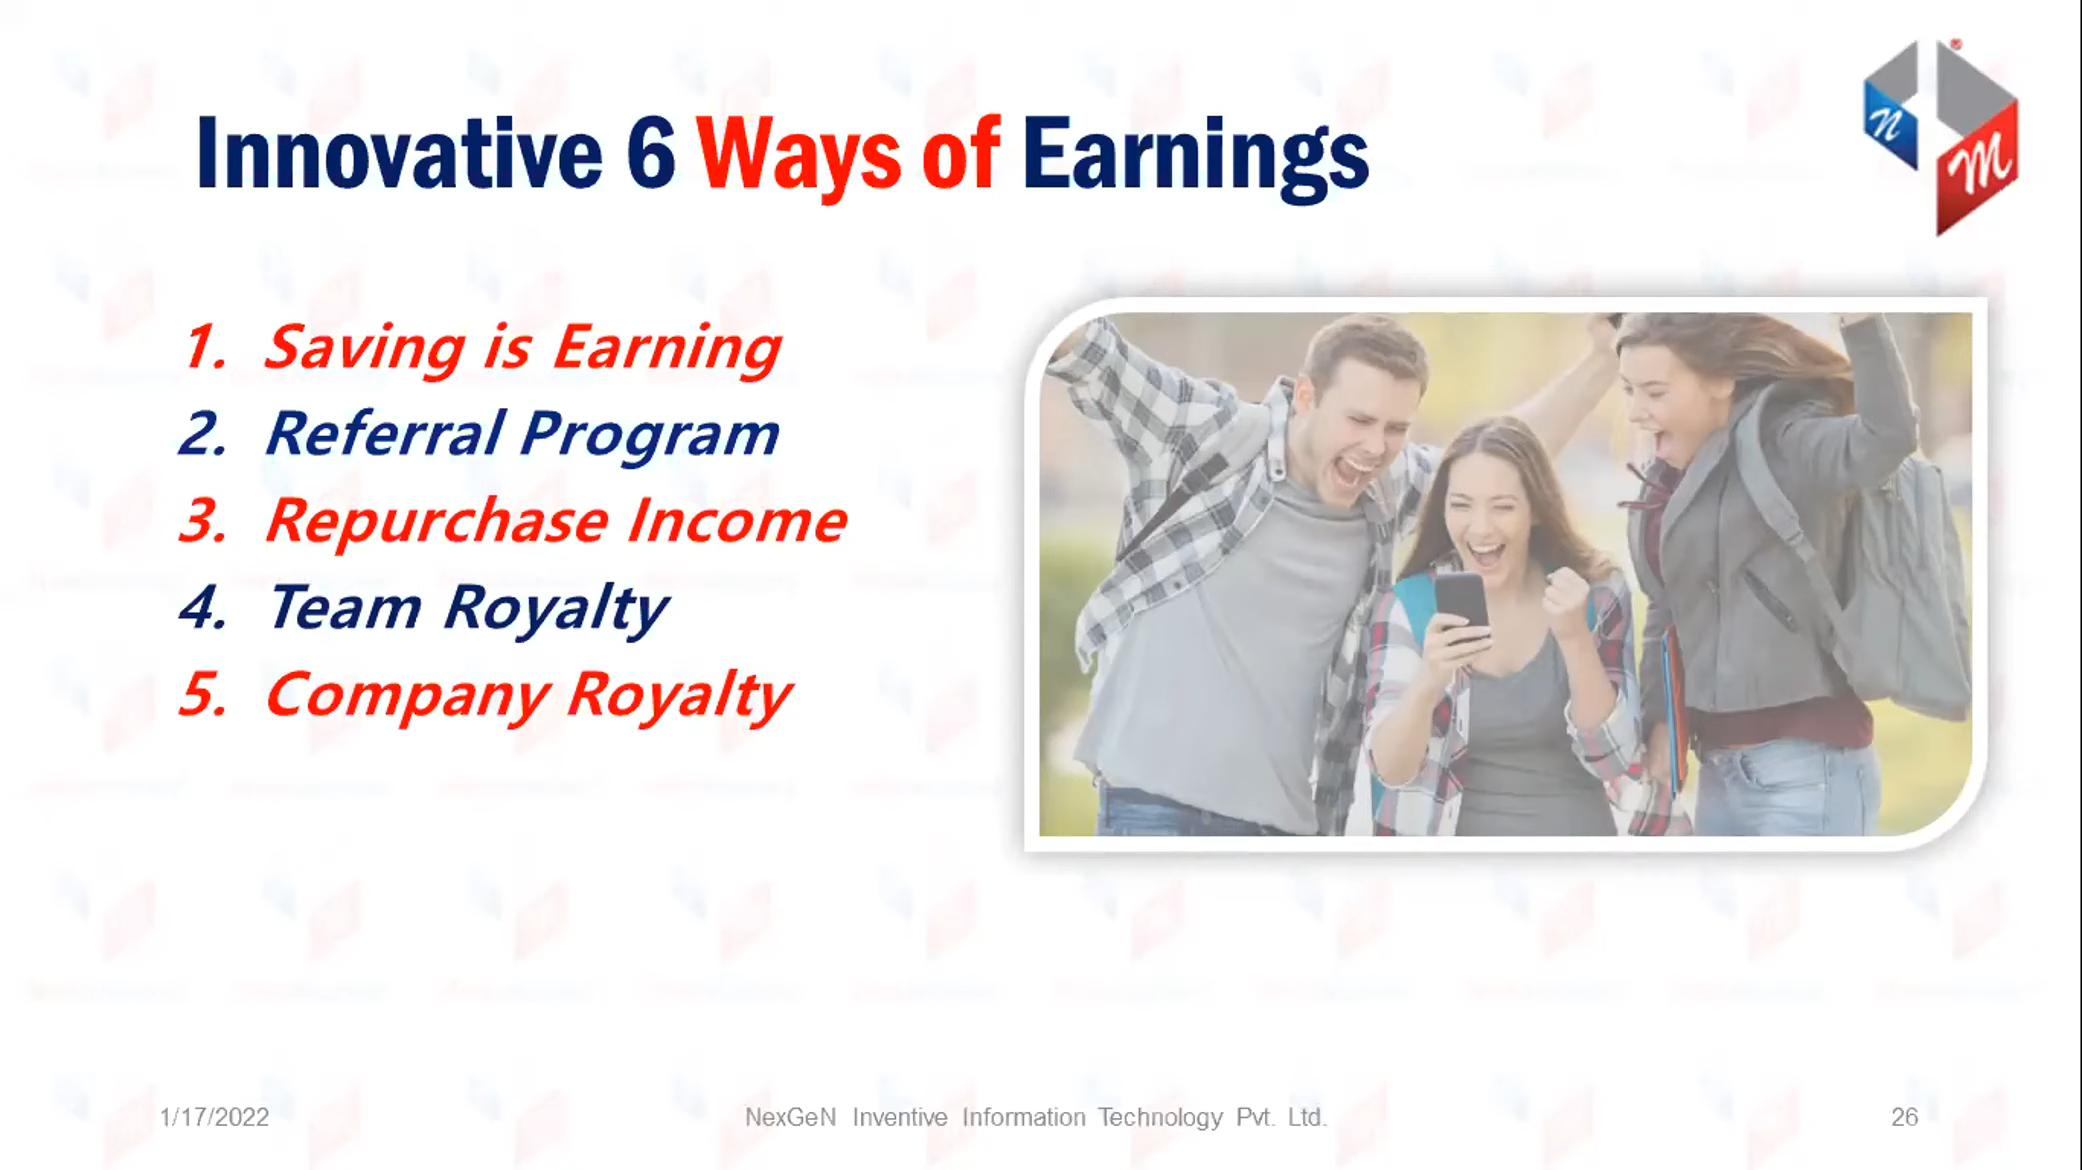 Innovative 6 Ways of Earnings
n
m
1. Saving is Earning
2. Referral Program
3. Repurchase Income
4. Team Royalty
5. Company Royalty
1/17/2022
NexGeN Inventive Information Technology Pvt. Ltd.
26